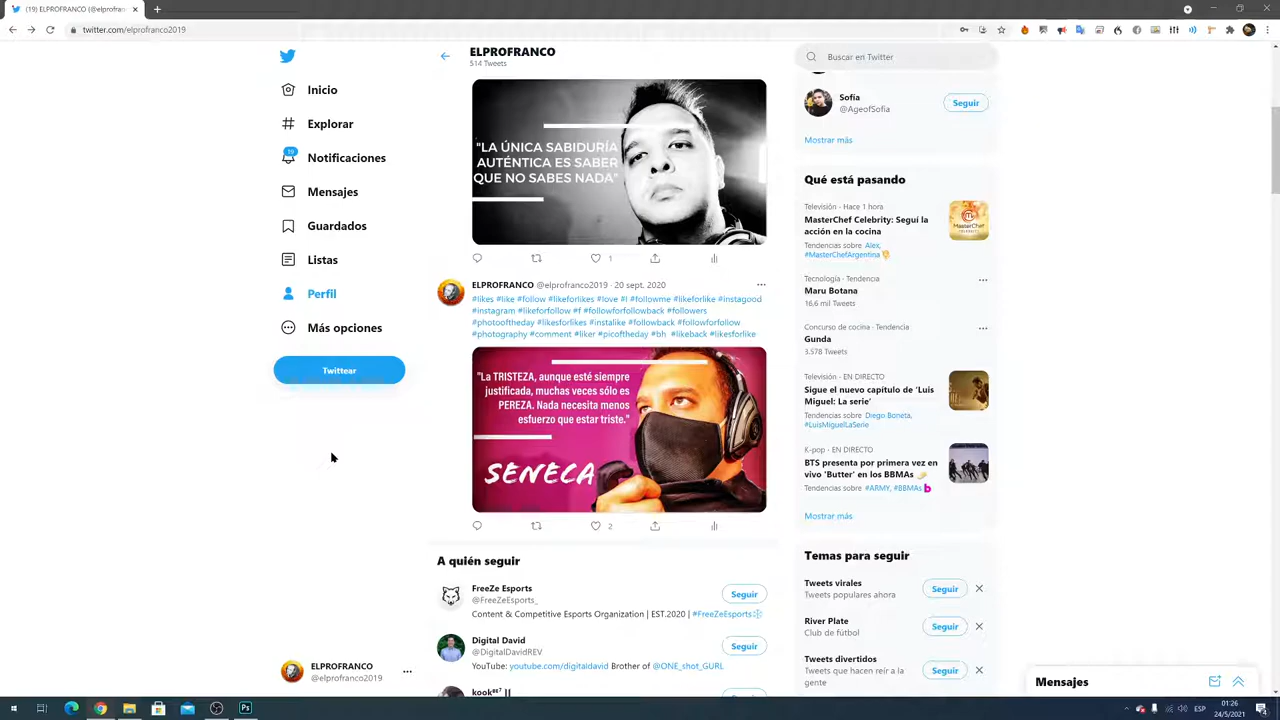 (19) ELPROFRANCO (@elprofran
twitter.com/elprofranco2019
Inicio
Explorar
19
Notificaciones
Mensajes
Guardados
Listas
Perfil
Más opciones
Twittear
ELPROFRANCO
@elprofranco2019
ELPROFRANCO
514 Tweets
"LA ÚNICA SABIDURÍA
AUTÉNTICA ES SABER
QUE NO SABES NADA"
1
ELPROFRANCO @elprofranco2019 · 20 sept. 2020
#likes #like #follow #likeforlikes #love #l #followme #likeforlike #instagood
#instagram #likeforfollow #f #followforfollowback #followers
#photooftheday #likesforlikes #instalike #followback #followforfollow
#photography #comment #liker #picoftheday #bh #likeback #likesforlike
"La TRISTEZA, aunque esté siempre
justificada, muchas veces sólo es
PEREZA. Nada necesita menos
esfuerzo que estar triste."
SENECA
2
A quién seguir
FreeZe Esports
@FreeZeEsports_
Seguir
Content & Competitive Esports Organization | EST.2020 | #FreeZeEsports
Digital David
@DigitalDavidREV
Seguir
YouTube: youtube.com/digitaldavid Brother of @ONE_shot_GURL
Buscar en Twitter
Sofía
@AgeofSofia
Seguir
Mostrar más
Qué está pasando
Televisión · Hace 1 hora
MasterChef Celebrity: Seguí la
acción en la cocina
Tendencias sobre Alex,
#MasterChefArgentina
Tecnología · Tendencia
Maru Botana
16,6 mil Tweets
Concurso de cocina · Tendencia
Gunda
3.578 Tweets
Televisión · EN DIRECTO
Sigue el nuevo capítulo de 'Luis
Miguel: La serie'
Tendencias sobre Diego Boneta,
#LuisMiguelLaSerie
K-pop · EN DIRECTO
BTS presenta por primera vez en
vivo 'Butter' en los BBMAs
Tendencias sobre #ARMY, #BBMAs
Mostrar más
Temas para seguir
Tweets virales
Tweets populares ahora
Seguir
River Plate
Club de fútbol
Seguir
Tweets divertidos
Tweets que hacen reír a la
gente
Seguir
Mensajes
ESP
01:26
24/5/2021